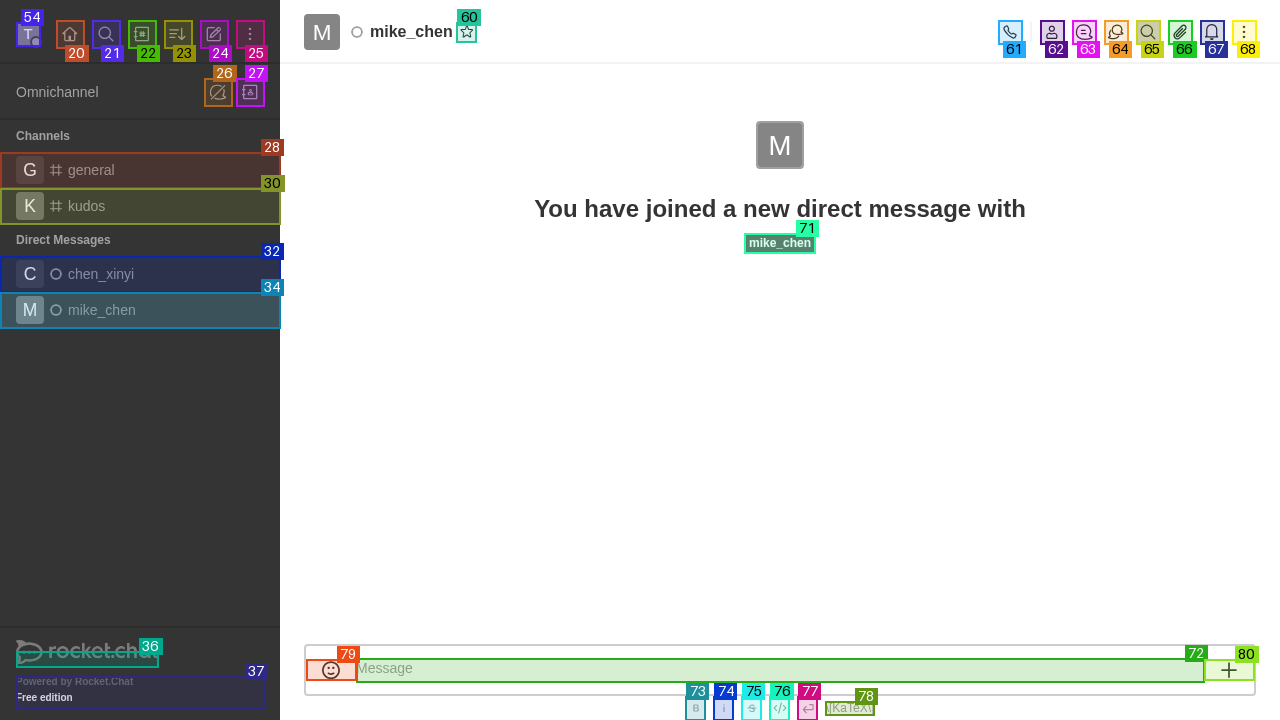 54
T
20
21
22
23
24
25
M
mike_chen
60
61
62
63
64
65
66
67
68
Omnichannel
26
27
Channels
28
G general
30
K kudos
Direct Messages
32
C chen_xinyi
34
M mike_chen
M
You have joined a new direct message with
71
mike_chen
rocket.chat
36
37
Powered by Rocket.Chat
Free edition
79
Message
72
80
73
74
75
76
77
78
B
i
S
</>
\[KaTeX\]